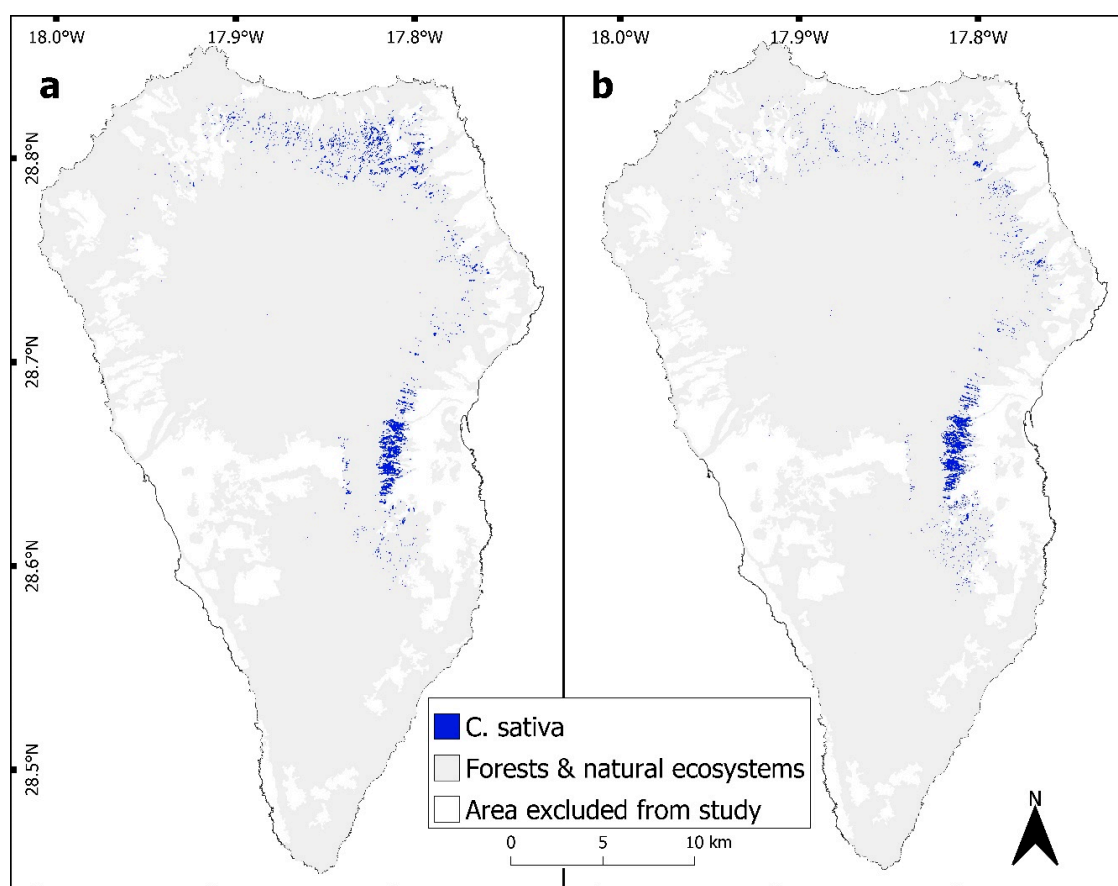 18.0°W 17.9°W 17.8°W 18.0°W 17.9°W 17.8°W
a b
28.8°N
28.7°N
28.6°N
28.5°N
C. sativa
Forests & natural ecosystems
Area excluded from study
0 5 10 km
N